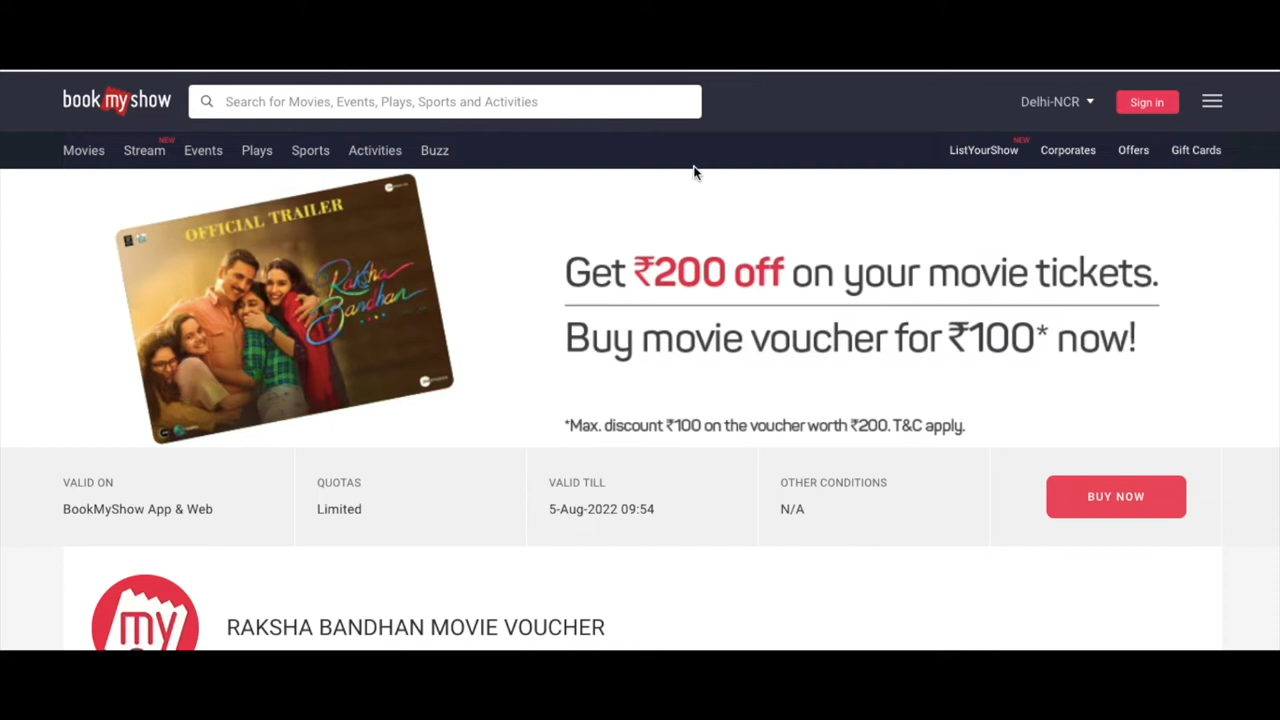 book my show
Search for Movies, Events, Plays, Sports and Activities
Delhi-NCR
Sign in
Movies
Stream
NEW
Events
Plays
Sports
Activities
Buzz
ListYourShow
NEW
Corporates
Offers
Gift Cards
OFFICIAL TRAILER
Raksha
Bandhan
Get ₹200 off on your movie tickets.
Buy movie voucher for ₹100* now!
*Max. discount ₹100 on the voucher worth ₹200. T&C apply.
VALID ON
BookMyShow App & Web
QUOTAS
Limited
VALID TILL
5-Aug-2022 09:54
OTHER CONDITIONS
N/A
BUY NOW
my
RAKSHA BANDHAN MOVIE VOUCHER